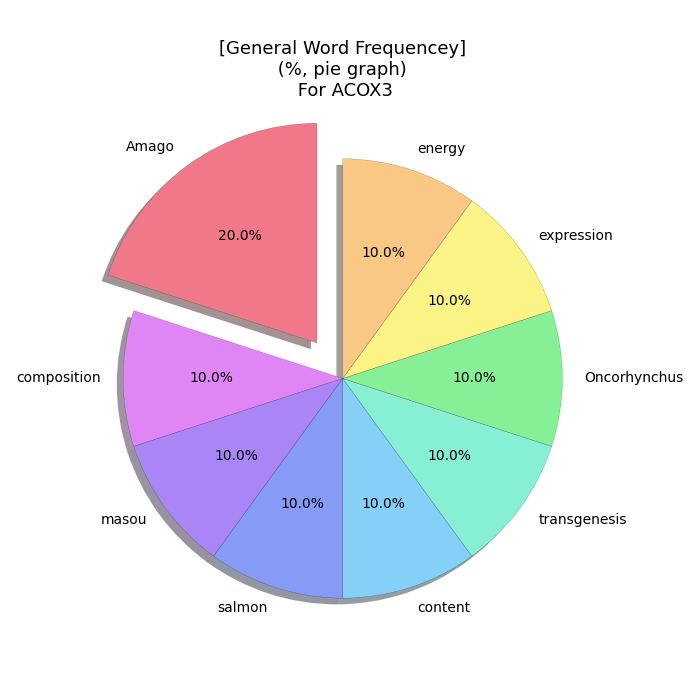 [General Word Frequencey]
(%, pie graph)
For ACOX3
Amago
energy
20.0%
expression
10.0%
10.0%
composition
10.0%
10.0%
Oncorhynchus
10.0%
10.0%
10.0%
10.0%
masou
transgenesis
salmon
content